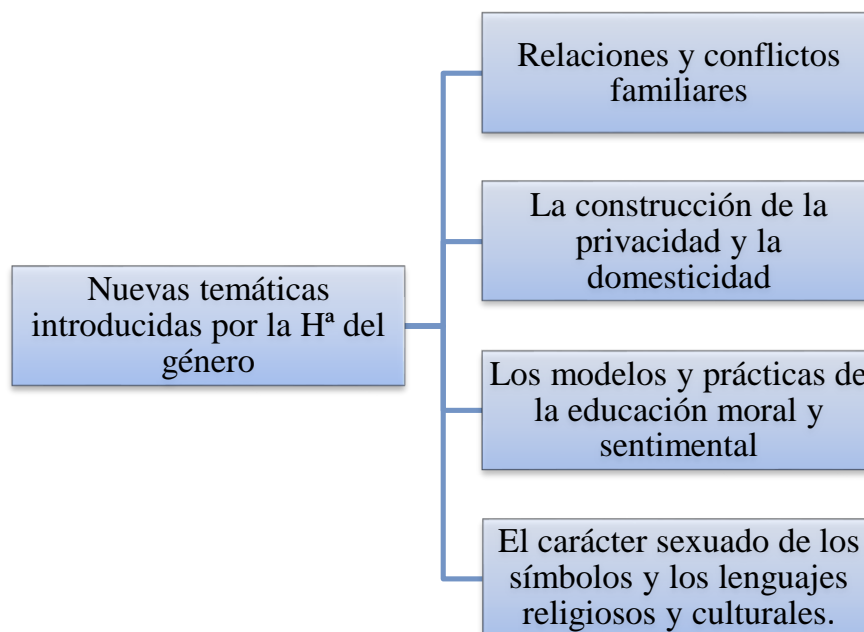 Relaciones y conflictos
familiares
La construcción de la
privacidad y la
domesticidad
Nuevas temáticas
introducidas por la Hª del
género
Los modelos y prácticas de
la educación moral y
sentimental
El carácter sexuado de los
símbolos y los lenguajes
religiosos y culturales.